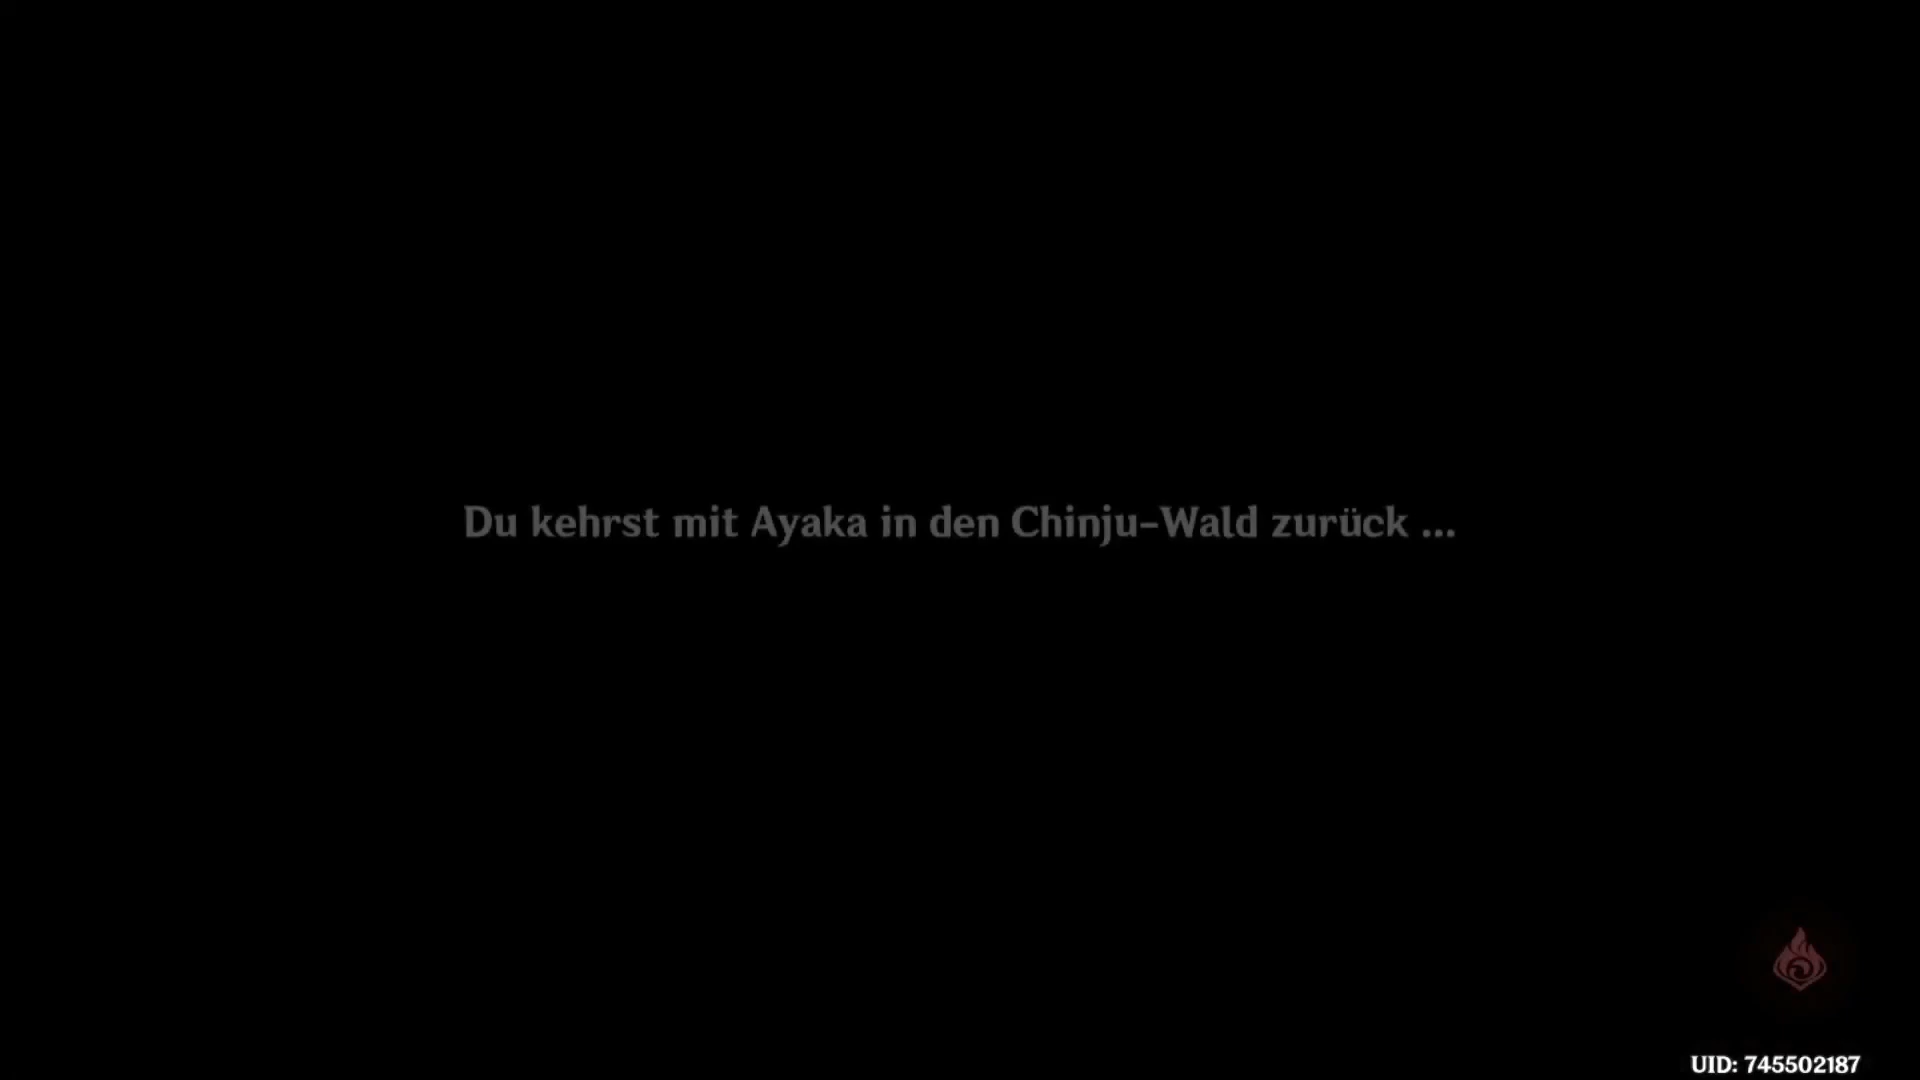 Du kehrst mit Ayaka in den Chinju-Wald zurück ...
UID: 745502187